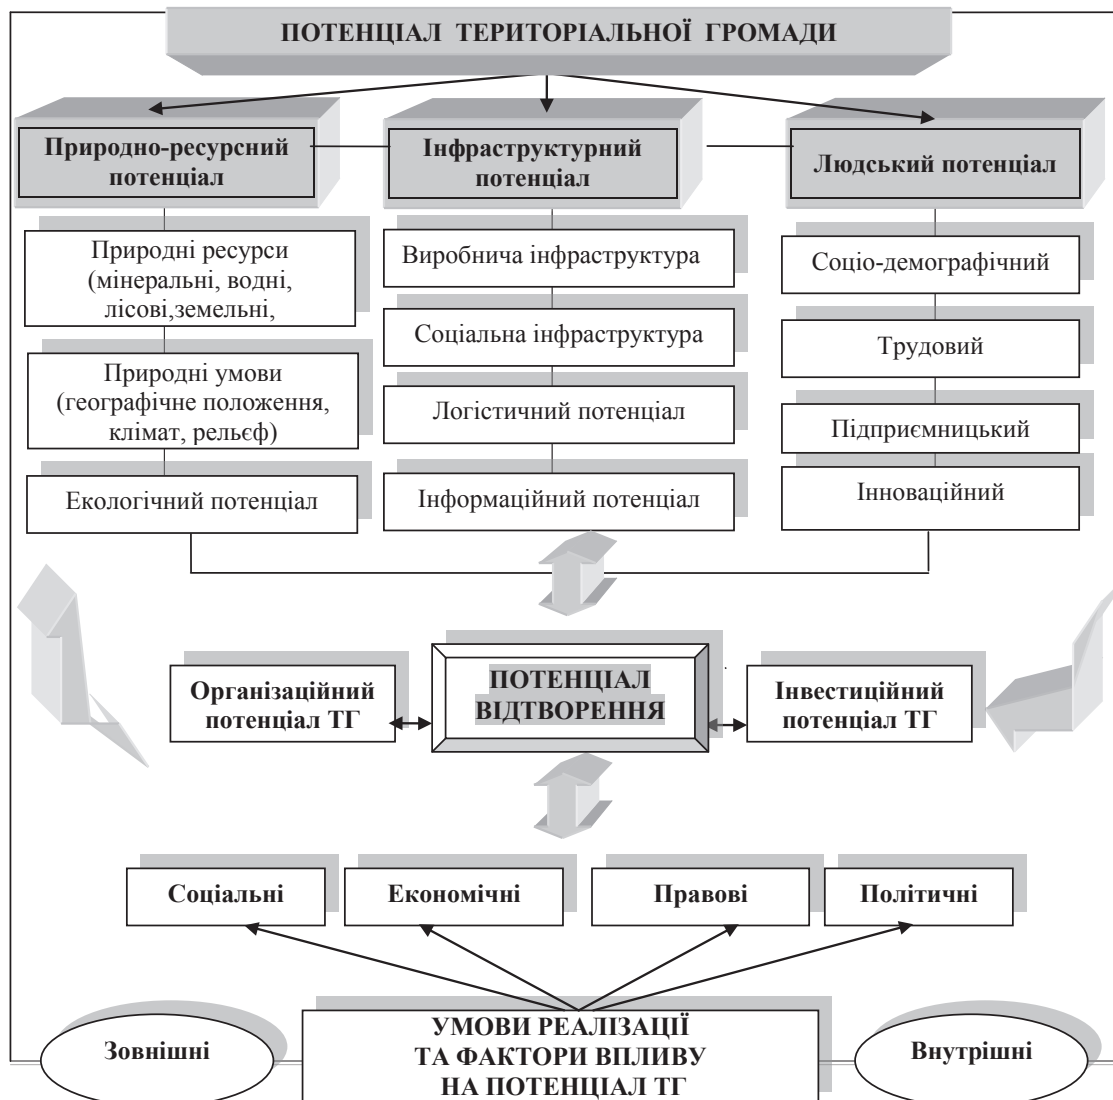 ПОТЕНЦІАЛ ТЕРИТОРІАЛЬНОЇ ГРОМАДИ
Природно-ресурсний
потенціал
Інфраструктурний
потенціал
Людський потенціал
Природні ресурси
(мінеральні, водні,
лісові,земельні,
Природні умови
(географічне положення,
клімат, рельєф)
Екологічний потенціал
Виробнича інфраструктура
Соціальна інфраструктура
Логістичний потенціал
Інформаційний потенціал
Соціо-демографічний
Трудовий
Підприємницький
Інноваційний
Організаційний
потенціал ТГ
ПОТЕНЦІАЛ
ВІДТВОРЕННЯ
Інвестиційний
потенціал ТГ
Соціальні
Економічні
Правові
Політичні
Зовнішні
УМОВИ РЕАЛІЗАЦІЇ
ТА ФАКТОРИ ВПЛИВУ
НА ПОТЕНЦІАЛ ТГ
Внутрішні